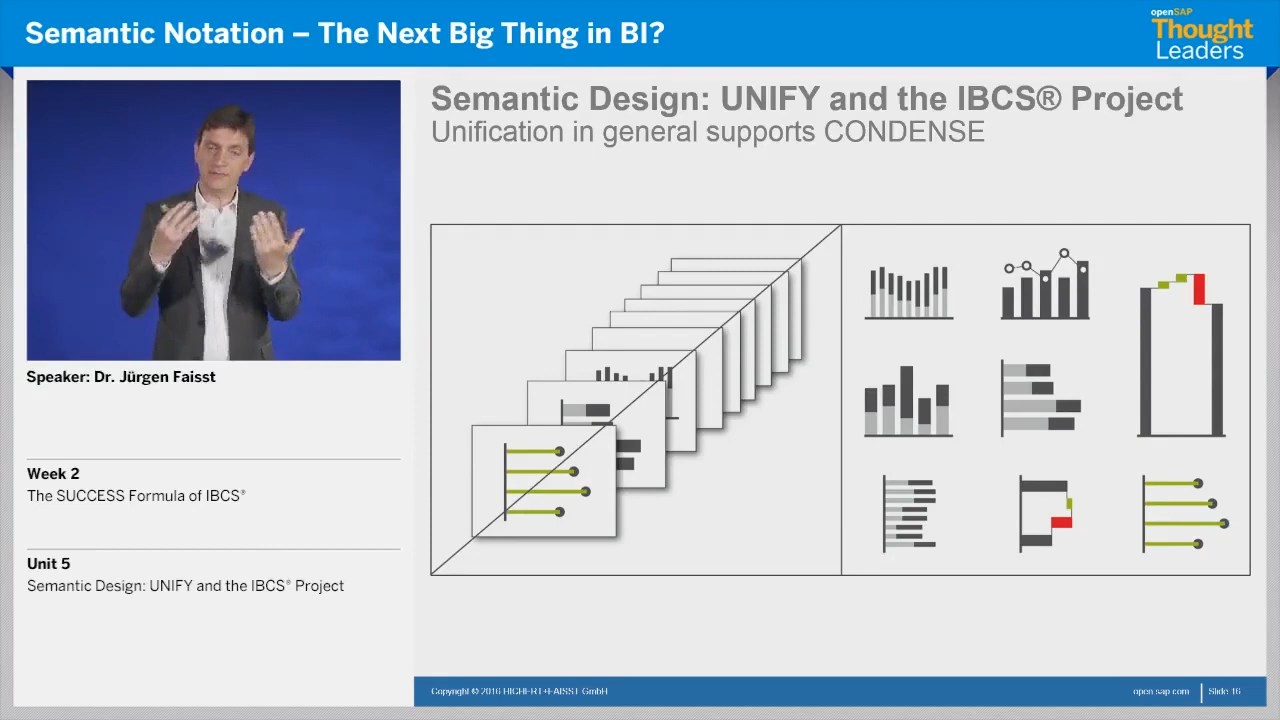 Semantic Notation – The Next Big Thing in BI?
openSAP
Thought
Leaders
Semantic Design: UNIFY and the IBCS® Project
Unification in general supports CONDENSE
Speaker: Dr. Jürgen Faisst
Week 2
The SUCCESS Formula of IBCS®
Unit 5
Semantic Design: UNIFY and the IBCS® Project
Copyright © 2016 HICHERT+FAISST GmbH
open.sap.com
Slide 16